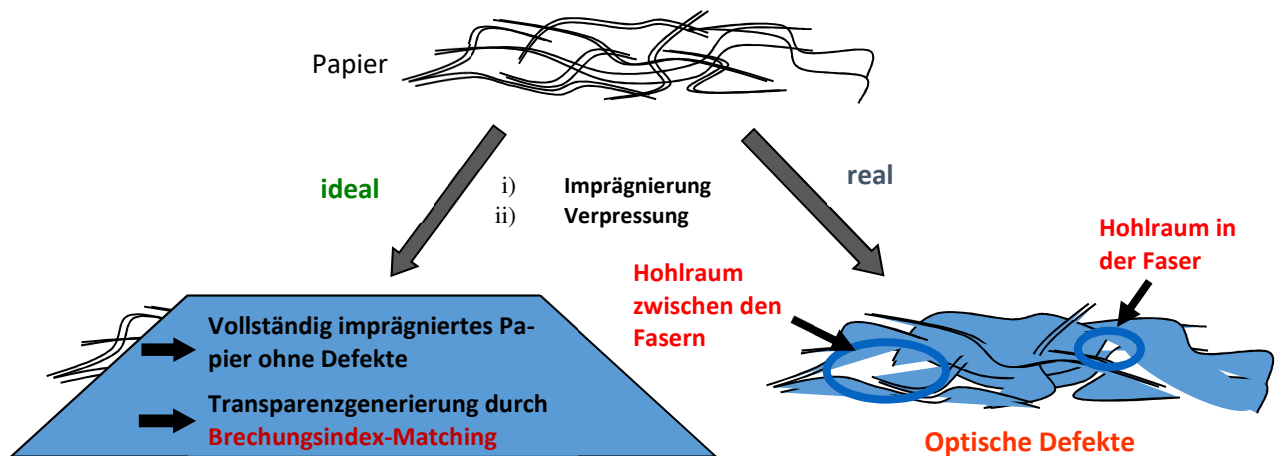 Papier
ideal
i) Imprägnierung
ii) Verpressung
real
Hohlraum in
der Faser
Hohlraum
zwischen den
Fasern
Vollständig imprägniertes Pa-
pier ohne Defekte
Transparenzgenerierung durch
Brechungsindex-Matching
Optische Defekte